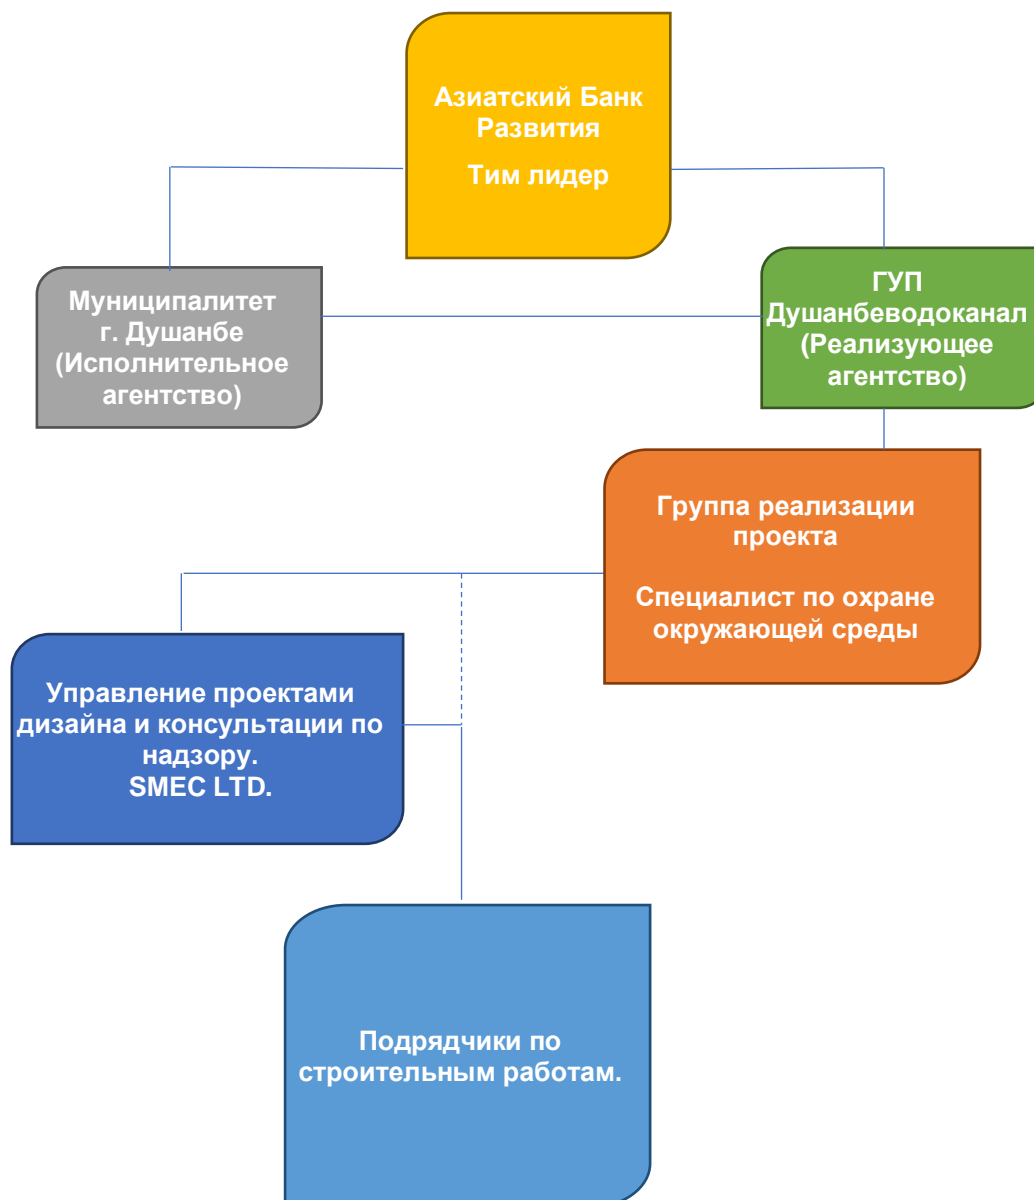 Азиатский Банк
Развития
Тим лидер
Муниципалитет
г. Душанбе
(Исполнительное
агентство)
ГУП
Душанбеводоканал
(Реализующее
агентство)
Группа реализации
проекта
Специалист по охране
окружающей среды
Управление проектами
дизайна и консультации по
надзору.
SMEC LTD.
Подрядчики по
строительным работам.